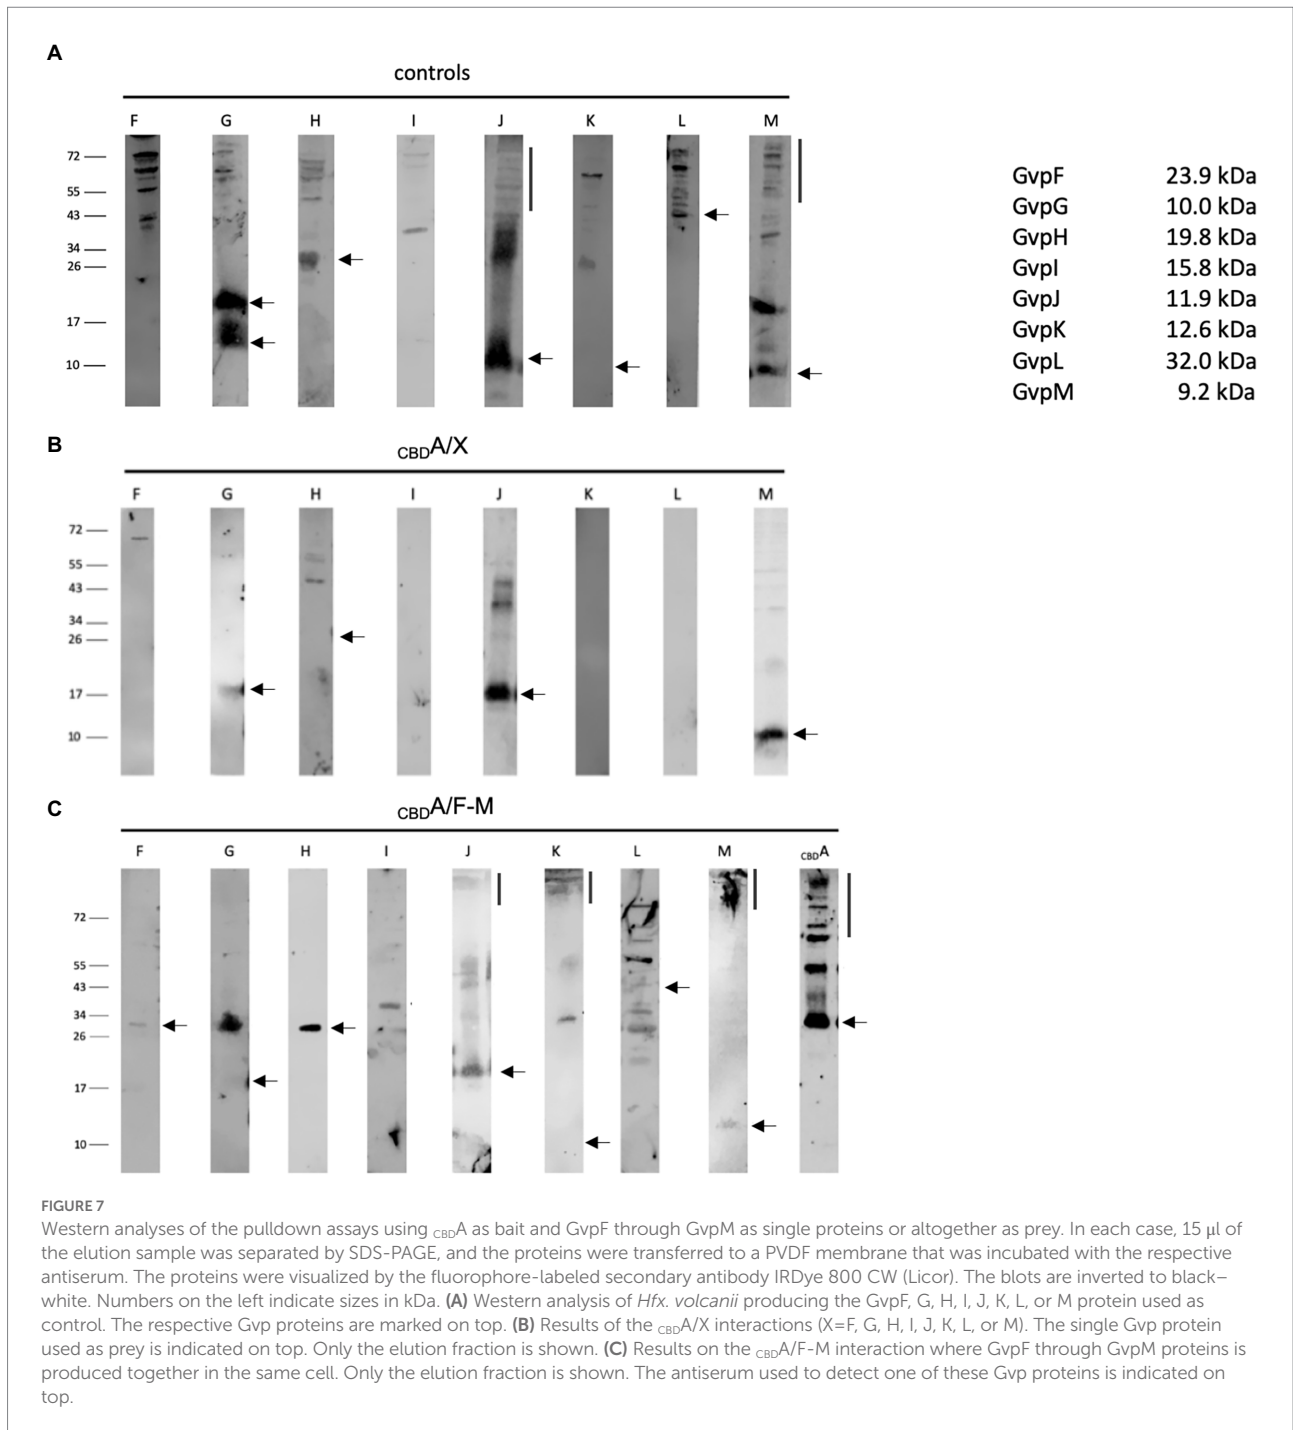 A
controls
F G H I J K L M
72
55
43
34
26
17
10
GvpF 23.9 kDa
GvpG 10.0 kDa
GvpH 19.8 kDa
GvpI 15.8 kDa
GvpJ 11.9 kDa
GvpK 12.6 kDa
GvpL 32.0 kDa
GvpM 9.2 kDa
B
CBDA/X
F G H I J K L M
72
55
43
34
26
17
10
C
CBDA/F-M
F G H I J K L M CBDA
72
55
43
34
26
17
10
FIGURE 7
Western analyses of the pulldown assays using CBDA as bait and GvpF through GvpM as single proteins or altogether as prey. In each case, 15 μl of
the elution sample was separated by SDS-PAGE, and the proteins were transferred to a PVDF membrane that was incubated with the respective
antiserum. The proteins were visualized by the fluorophore-labeled secondary antibody IRDye 800 CW (Licor). The blots are inverted to black–
white. Numbers on the left indicate sizes in kDa. (A) Western analysis of Hfx. volcanii producing the GvpF, G, H, I, J, K, L, or M protein used as
control. The respective Gvp proteins are marked on top. (B) Results of the CBDA/X interactions (X=F, G, H, I, J, K, L, or M). The single Gvp protein
used as prey is indicated on top. Only the elution fraction is shown. (C) Results on the CBDA/F-M interaction where GvpF through GvpM proteins is
produced together in the same cell. Only the elution fraction is shown. The antiserum used to detect one of these Gvp proteins is indicated on
top.